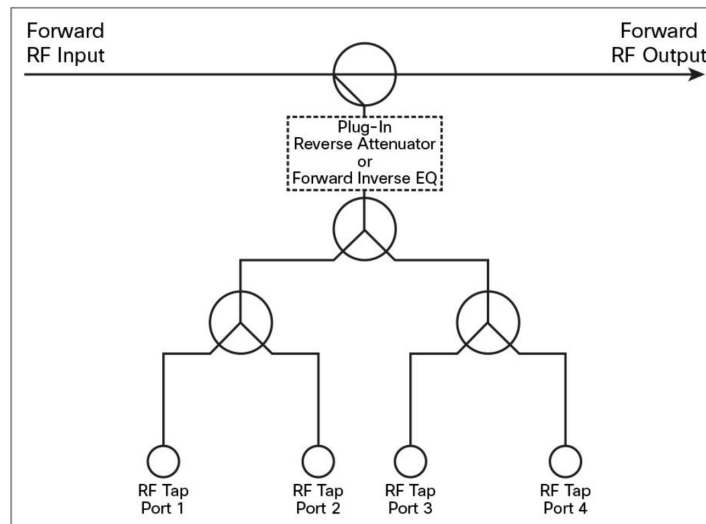 Forward
RF Input
Forward
RF Output
Plug-In
Reverse Attenuator
or
Forward Inverse EQ
RF Tap
Port 1
RF Tap
Port 2
RF Tap
Port 3
RF Tap
Port 4